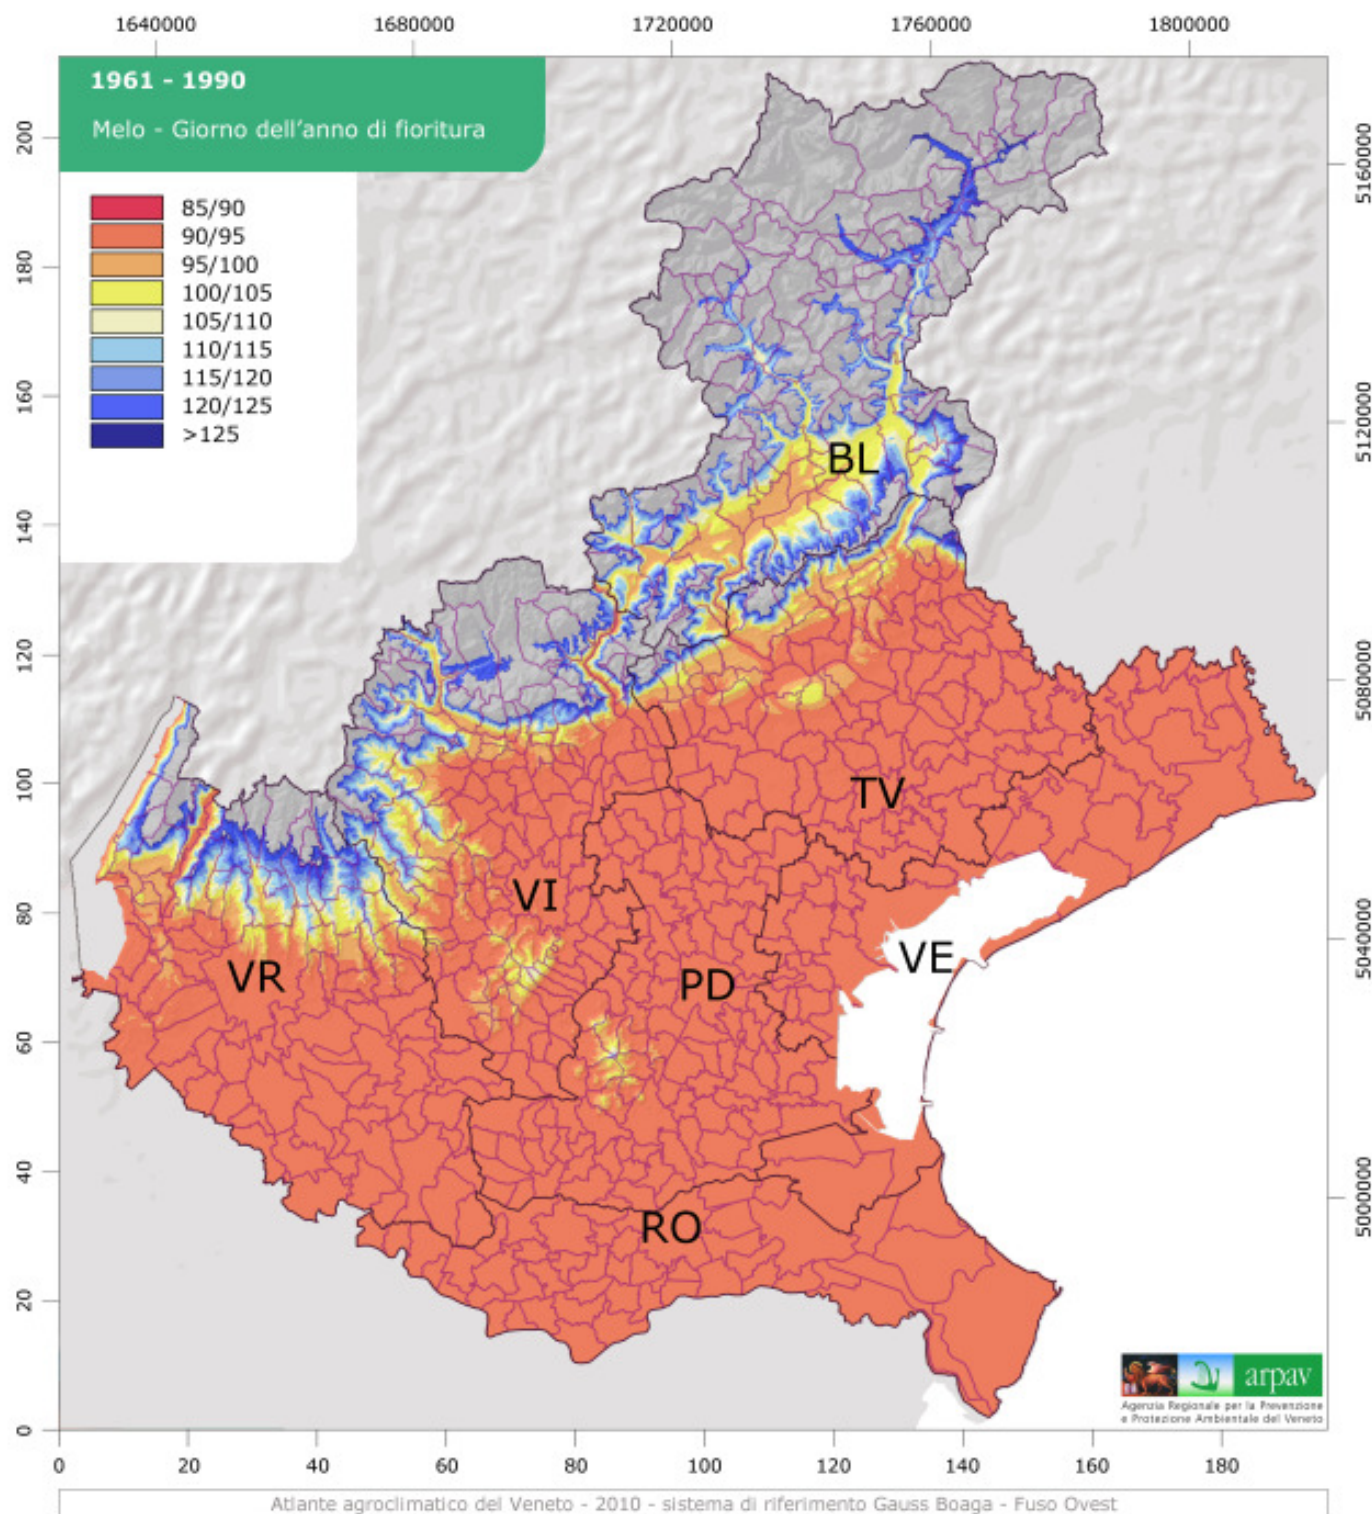 1640000 1680000 1720000 1760000 1800000
1961 - 1990
Melo - Giorno dell'anno di fioritura
85/90
90/95
95/100
100/105
105/110
110/115
115/120
120/125
>125
200
180
160
140
120
100
80
60
40
20
0
5160000
5120000
5080000
5040000
5000000
BL
TV
VI
VE
VR
PD
RO
arpav
Agenzia Regionale per la Prevenzione
e Protezione Ambientale del Veneto
0 20 40 60 80 100 120 140 160 180
Atlante agroclimatico del Veneto - 2010 - sistema di riferimento Gauss Boaga - Fuso Ovest